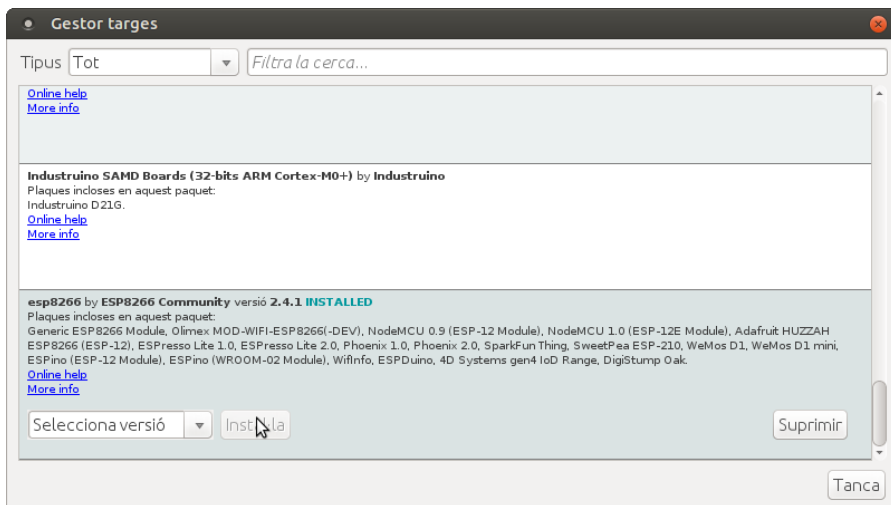 Gestor targes
Tipus Tot Filtra la cerca...
Online help
More info
Industruino SAMD Boards (32-bits ARM Cortex-M0+) by Industruino
Plaques incloses en aquest paquet:
Industruino D21G.
Online help
More info
esp8266 by ESP8266 Community versió 2.4.1 INSTALLED
Plaques incloses en aquest paquet:
Generic ESP8266 Module, Olimex MOD-WIFI-ESP8266(-DEV), NodeMCU 0.9 (ESP-12 Module), NodeMCU 1.0 (ESP-12E Module), Adafruit HUZZAH
ESP8266 (ESP-12), ESPresso Lite 1.0, ESPresso Lite 2.0, Phoenix 1.0, Phoenix 2.0, SparkFun Thing, SweetPea ESP-210, WeMos D1, WeMos D1 mini,
ESPino (ESP-12 Module), ESPino (WROOM-02 Module), WifInfo, ESPDuino, 4D Systems gen4 IoD Range, DigiStump Oak.
Online help
More info
Selecciona versió Suprimir
Tanca